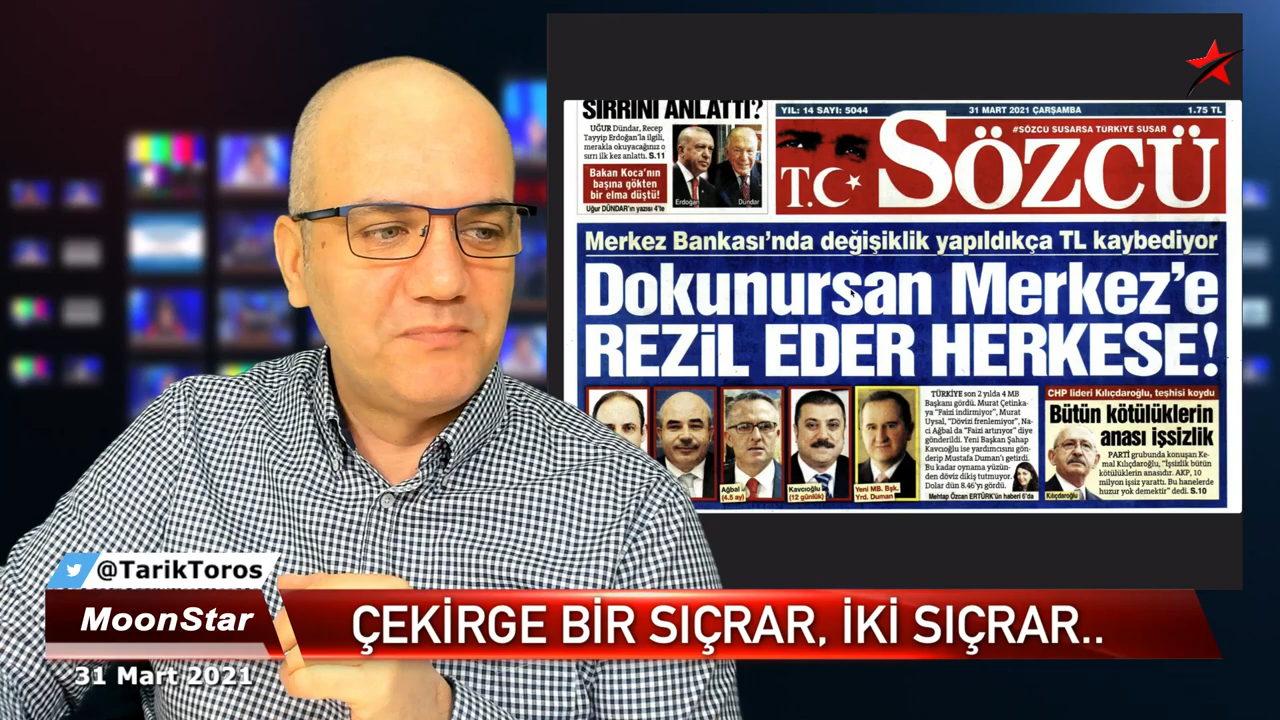 SIRRINI ANLATTI?
UĞUR Dündar, Recep
Tayyip Erdoğan'la ilgili,
merakla okuyacağınız o
sırrı ilk kez anlattı. S.11
Bakan Koca'nın
başına gökten
bir elma düştü!
Uğur DÜNDAR'ın yazısı 4'te
Erdoğan
Dündar
YIL: 14 SAYI: 5044
31 MART 2021 ÇARŞAMBA
1.75 TL
#SÖZCÜ SUSARSA TÜRKİYE SUSAR
T.C
SÖZCÜ
Merkez Bankası'nda değişiklik yapıldıkça TL kaybediyor
Dokunursan Merkez'e
REZİL EDER HERKESE!
Ağbal
(4.5 ay)
Kavcıoğlu
(12 günlük)
Yeni MB. Bşk.
Yrd. Duman
TÜRKİYE son 2 yılda 4 MB
Başkanı gördü. Murat Çetinka-
ya "Faizi indirmiyor", Murat
Uysal, "Dövizi frenlemiyor", Na-
ci Ağbal da "Faizi artırıyor" diye
gönderildi. Yeni Başkan Şahap
Kavcıoğlu ise yardımcısını gön-
derip Mustafa Duman'ı getirdi.
Bu kadar oynama yüzün-
den döviz dikiş tutmuyor.
Dolar dün 8.46'yı gördü.
Mehtap Özcan ERTÜRK'ün haberi 6'da
CHP lideri Kılıçdaroğlu, teşhisi koydu
Bütün kötülüklerin
anası işsizlik
PARTİ grubunda konuşan Ke-
mal Kılıçdaroğlu, "İşsizlik bütün
kötülüklerin anasıdır. AKP, 10
milyon işsiz yarattı. Bu hanelerde
huzur yok demektir" dedi. S.10
Kılıçdaroğlu
@TarikToros
MoonStar
ÇEKİRGE BİR SIÇRAR, İKİ SIÇRAR..
31 Mart 2021